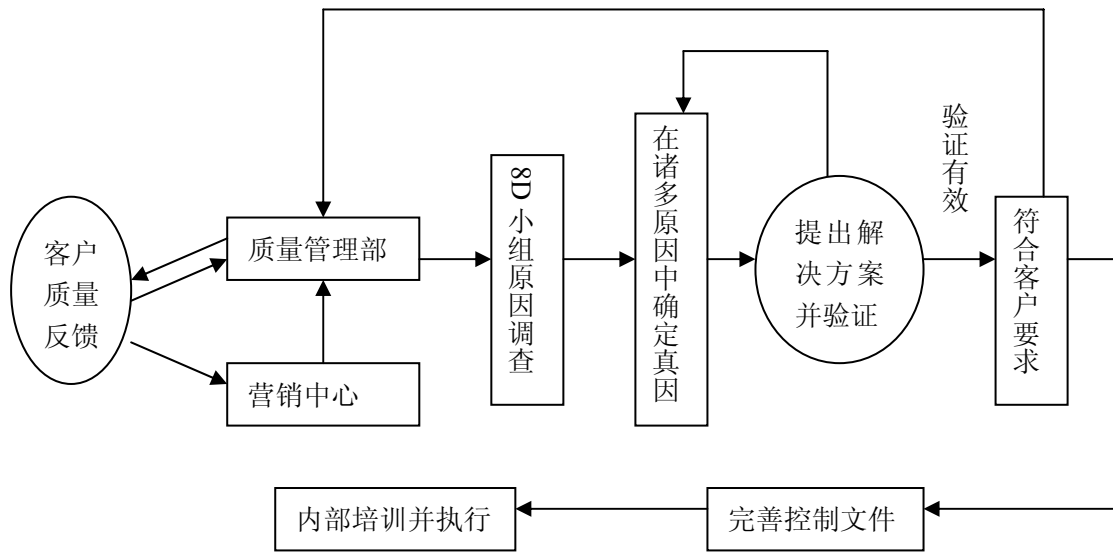 客户
质量
反馈
质量管理部
营销中心
8D小组原因调查
在诸多原因中确定真因
提出解
决方案
并验证
验证有效
符合客户要求
完善控制文件
内部培训并执行